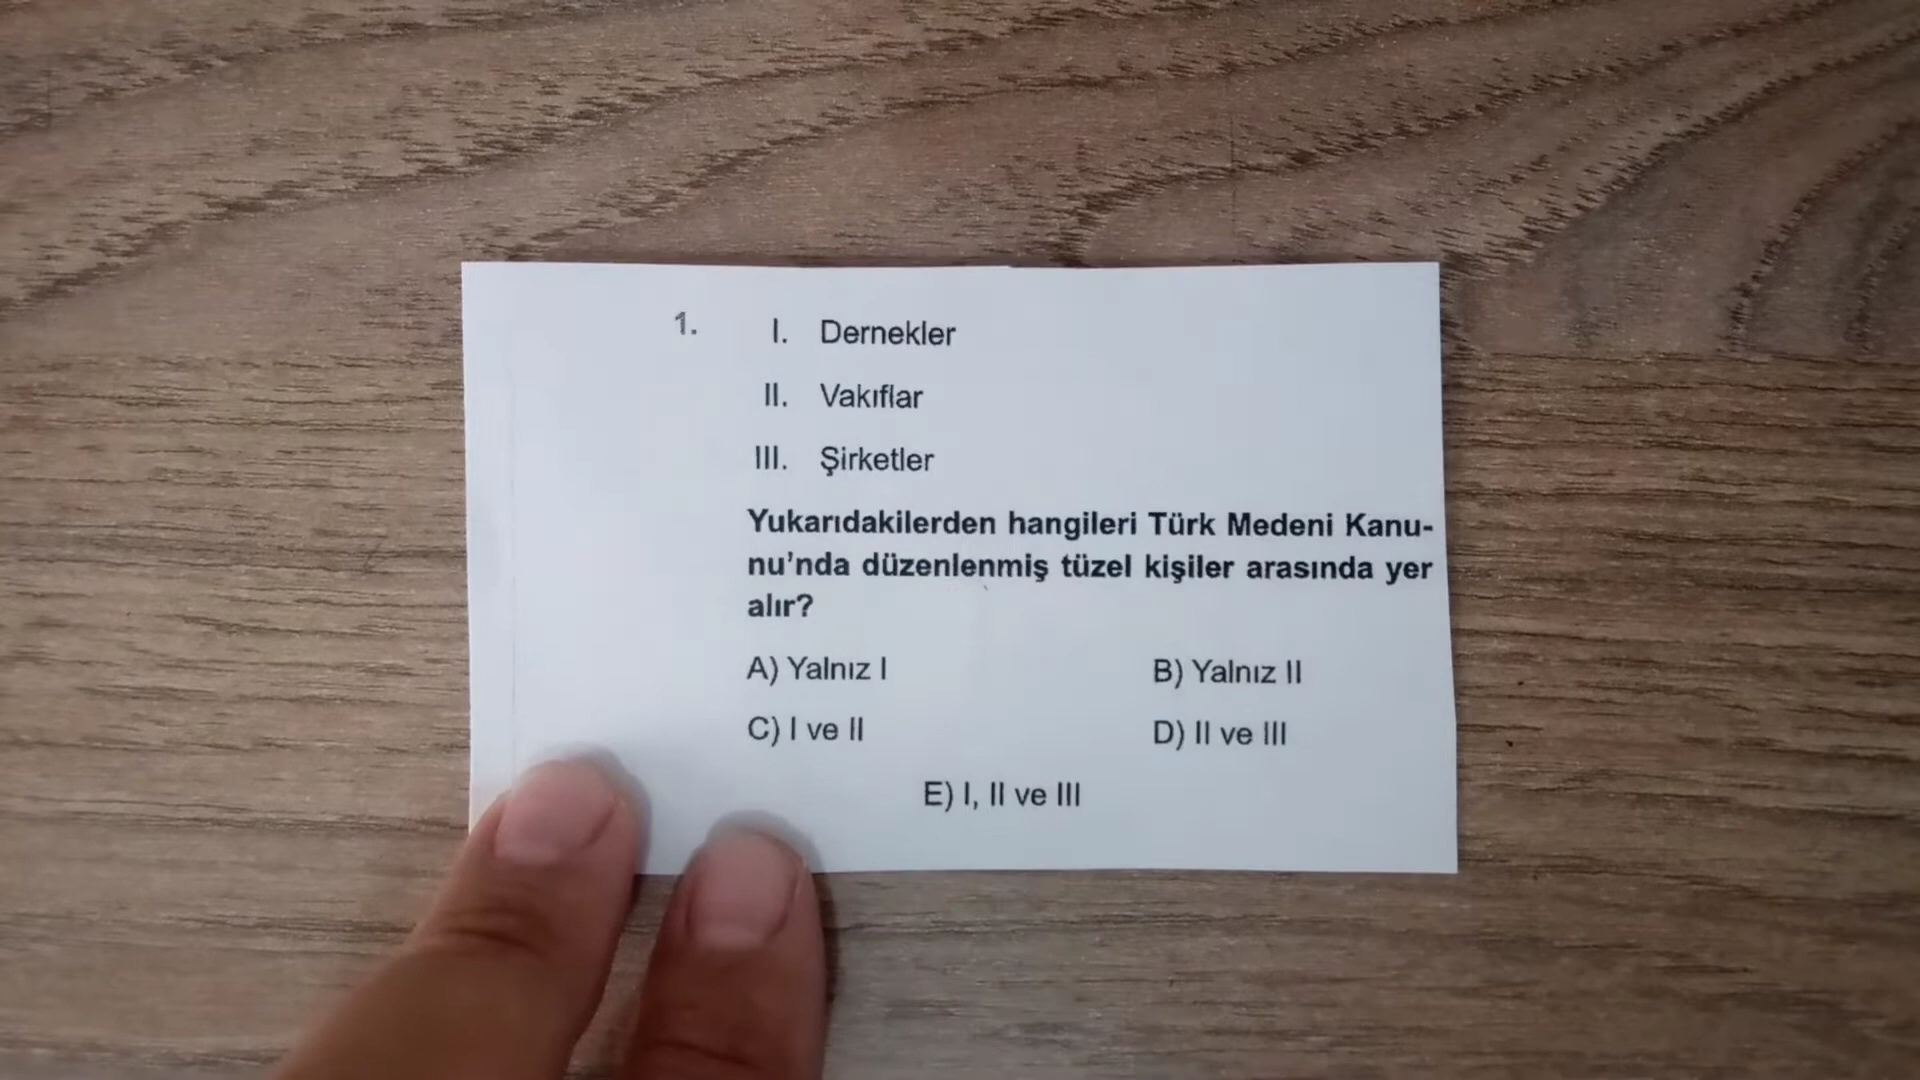 1. I. Dernekler
II. Vakıflar
III. Şirketler
Yukarıdakilerden hangileri Türk Medeni Kanu-
nu'nda düzenlenmiş tüzel kişiler arasında yer
alır?
A) Yalnız I B) Yalnız II
C) I ve II D) II ve III
E) I, II ve III